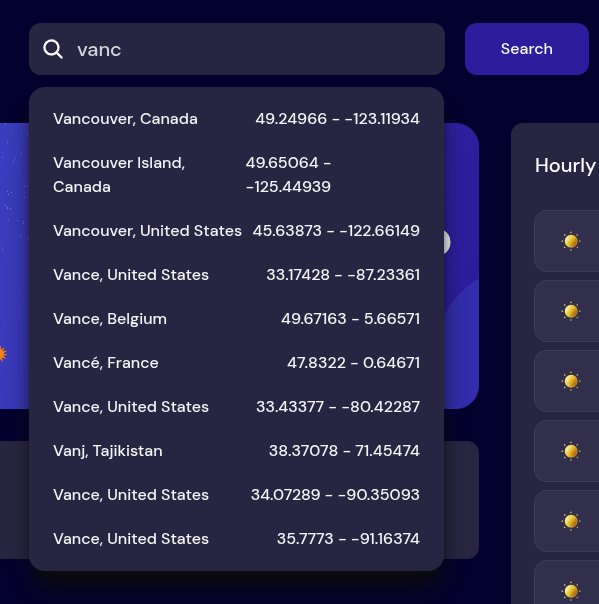 vanc
Search
Vancouver, Canada 49.24966 - -123.11934
Hourly
Vancouver Island, 49.65064 -
Canada -125.44939
Vancouver, United States 45.63873 - -122.66149
Vance, United States 33.17428 - -87.23361
Vance, Belgium 49.67163 - 5.66571
Vancé, France 47.8322 - 0.64671
Vance, United States 33.43377 - -80.42287
Vanj, Tajikistan 38.37078 - 71.45474
Vance, United States 34.07289 - -90.35093
Vance, United States 35.7773 - -91.16374